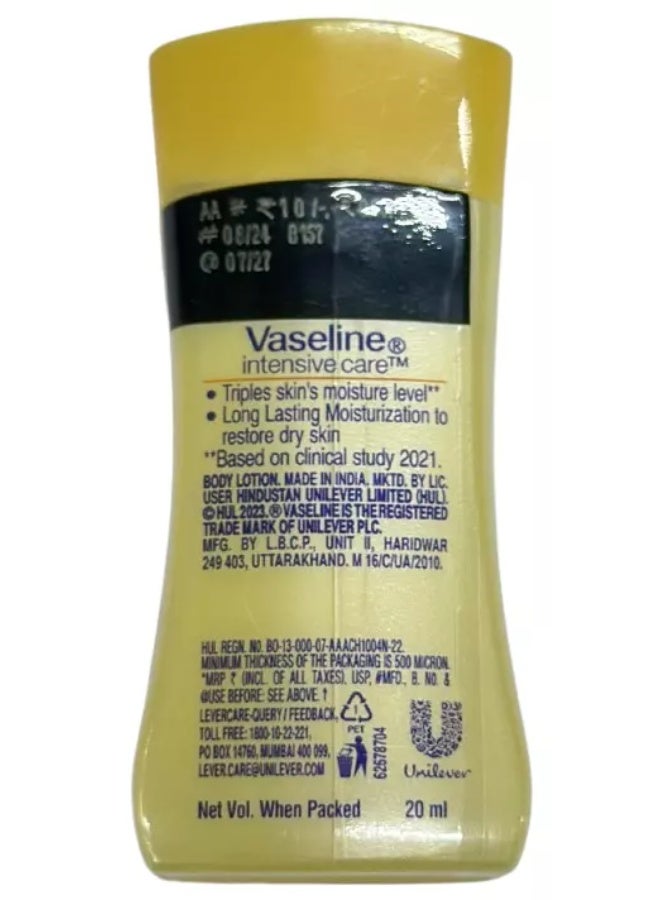 AA * ₹10/-
# 08/24 B157
@ 07/27
Vaseline®
intensive care™
• Triples skin's moisture level**
• Long Lasting Moisturization to
restore dry skin
**Based on clinical study 2021.
BODY LOTION. MADE IN INDIA. MKTD. BY LIC.
USER HINDUSTAN UNILEVER LIMITED (HUL).
© HUL 2023. ® VASELINE IS THE REGISTERED
TRADE MARK OF UNILEVER PLC.
MFG. BY L.B.C.P., UNIT II, HARIDWAR
249 403, UTTARAKHAND. M 16/C/UA/2010.
HUL REGN. NO. BO-13-000-07-AAACH1004N-22.
MINIMUM THICKNESS OF THE PACKAGING IS 500 MICRON.
*MRP ₹ (INCL. OF ALL TAXES), USP, #MFD., B. NO. &
@USE BEFORE: SEE ABOVE. ↑
LEVERCARE-QUERY / FEEDBACK,
TOLL FREE: 1800-10-22-221,
PO BOX 14760, MUMBAI 400 099,
LEVER.CARE@UNILEVER.COM
1
PET
62678704
Unilever
Net Vol. When Packed 20 ml